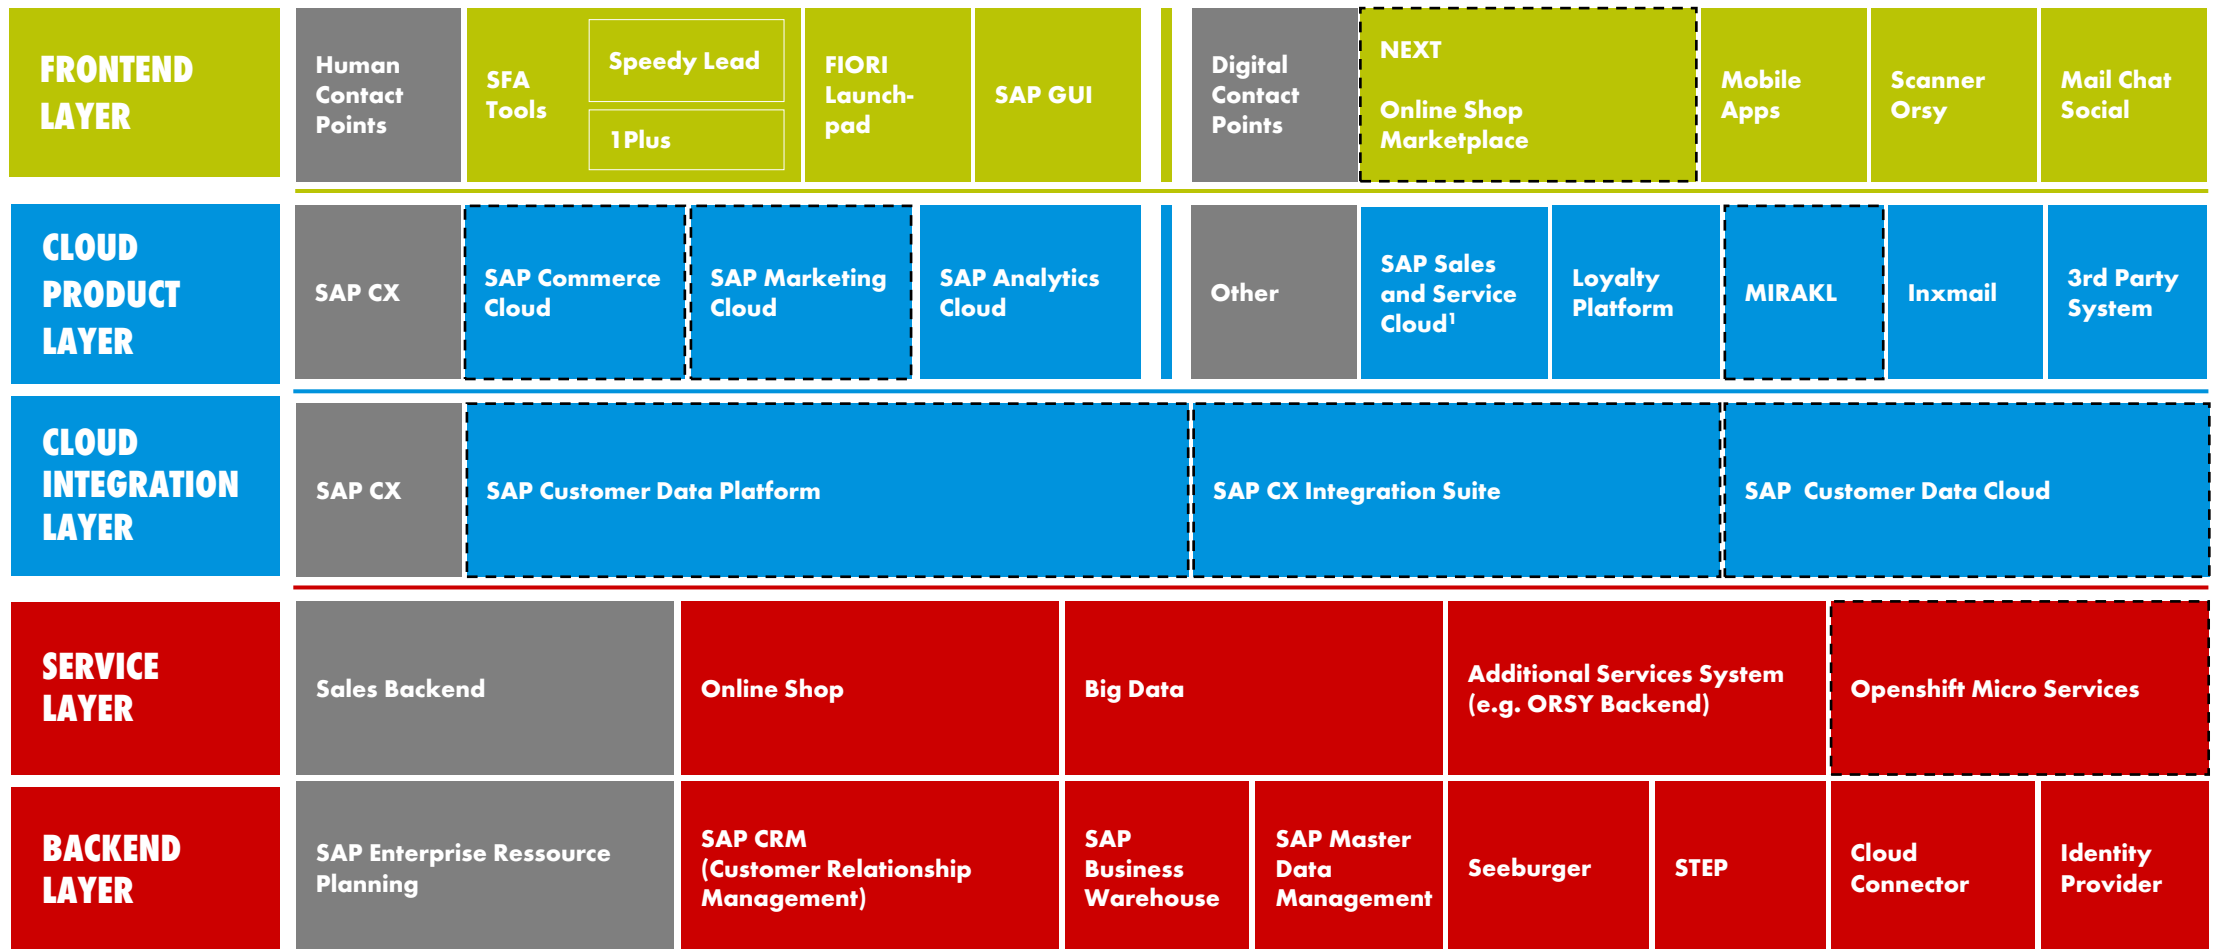 FRONTEND
LAYER
Human
Contact
Points
SFA
Tools
Speedy Lead
1Plus
FIORI
Launch-
pad
SAP GUI
Digital
Contact
Points
NEXT
Online Shop
Marketplace
Mobile
Apps
Scanner
Orsy
Mail Chat
Social
CLOUD
PRODUCT
LAYER
SAP CX
SAP Commerce
Cloud
SAP Marketing
Cloud
SAP Analytics
Cloud
Other
SAP Sales
and Service
Cloud¹
Loyalty
Platform
MIRAKL
Inxmail
3rd Party
System
CLOUD
INTEGRATION
LAYER
SAP CX
SAP Customer Data Platform
SAP CX Integration Suite
SAP Customer Data Cloud
SERVICE
LAYER
Sales Backend
Online Shop
Big Data
Additional Services System
(e.g. ORSY Backend)
Openshift Micro Services
BACKEND
LAYER
SAP Enterprise Ressource
Planning
SAP CRM
(Customer Relationship
Management)
SAP
Business
Warehouse
SAP Master
Data
Management
Seeburger
STEP
Cloud
Connector
Identity
Provider